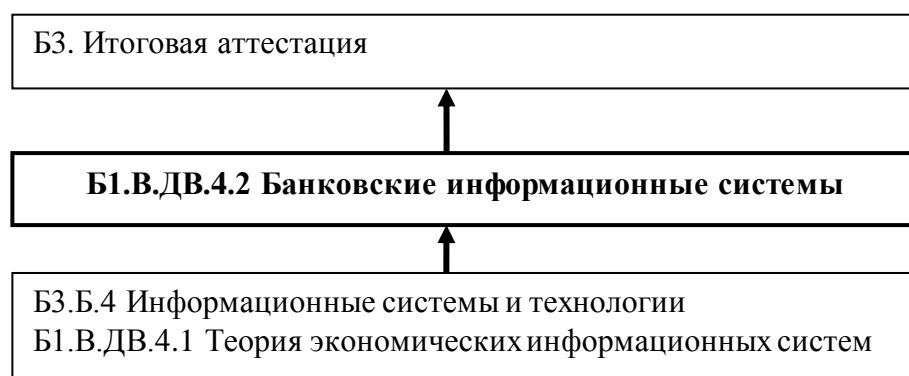 Б3. Итоговая аттестация
Б1.В.ДВ.4.2 Банковские информационные системы
Б3.Б.4 Информационные системы и технологии
Б1.В.ДВ.4.1 Теория экономических информационных систем